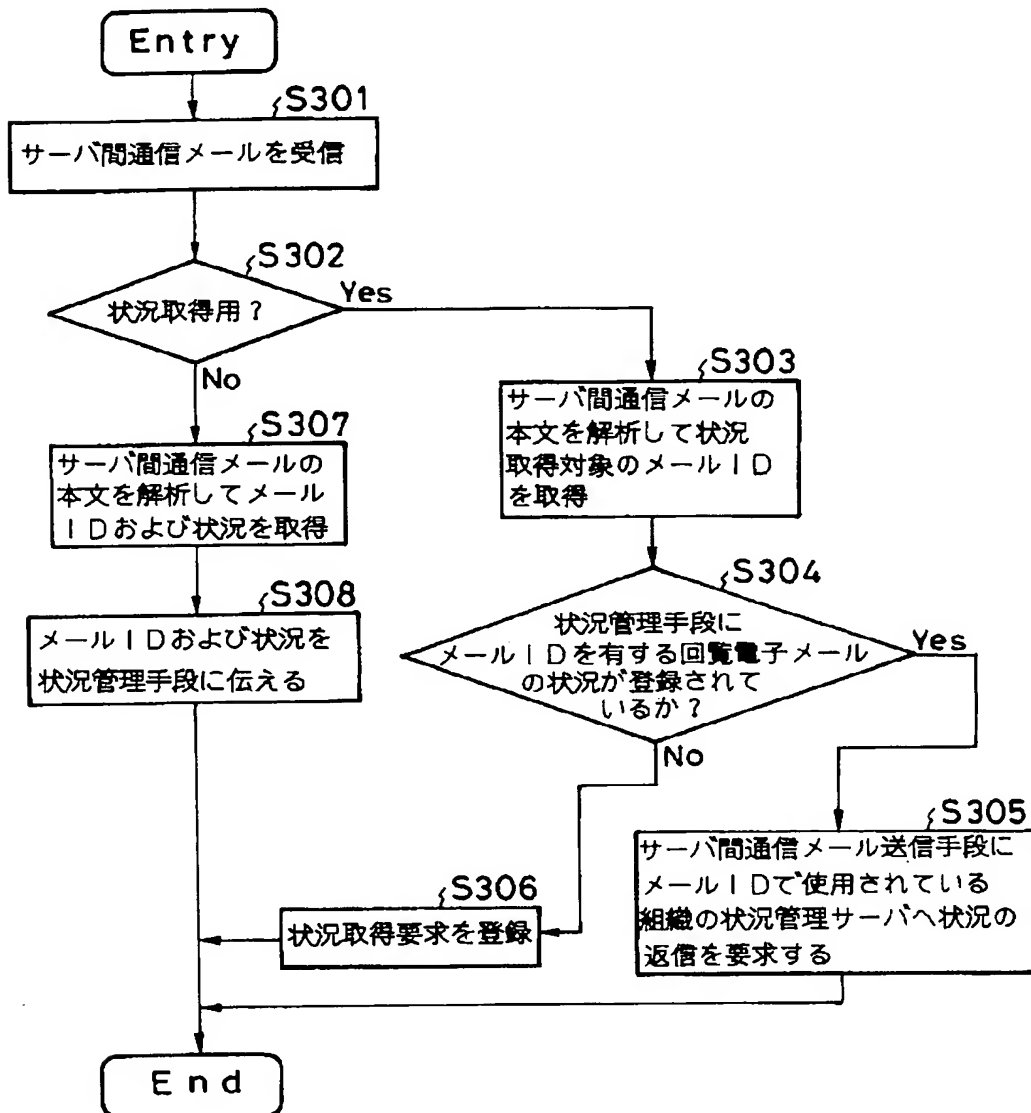 Entry
S301
サーバ間通信メールを受信
S302
状況取得用？
Yes
No
S303
サーバ間通信メールの
本文を解析して状況
取得対象のメールＩＤ
を取得
S307
サーバ間通信メールの
本文を解析してメール
ＩＤおよび状況を取得
S304
状況管理手段に
メールＩＤを有する回覧電子メール
の状況が登録されて
いるか？
Yes
No
S308
メールＩＤおよび状況を
状況管理手段に伝える
S305
サーバ間通信メール送信手段に
メールＩＤで使用されている
組織の状況管理サーバへ状況の
返信を要求する
S306
状況取得要求を登録
End